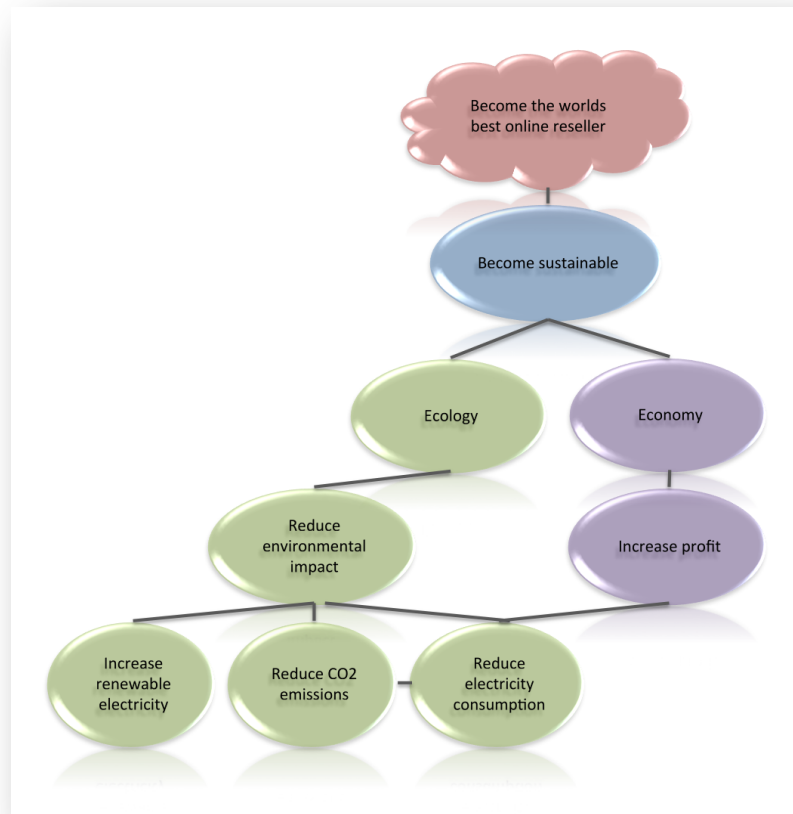 Become the worlds
best online reseller
Become sustainable
Ecology
Economy
Reduce
environmental
impact
Increase profit
Increase
renewable
electricity
Reduce CO2
emissions
Reduce
electricity
consumption